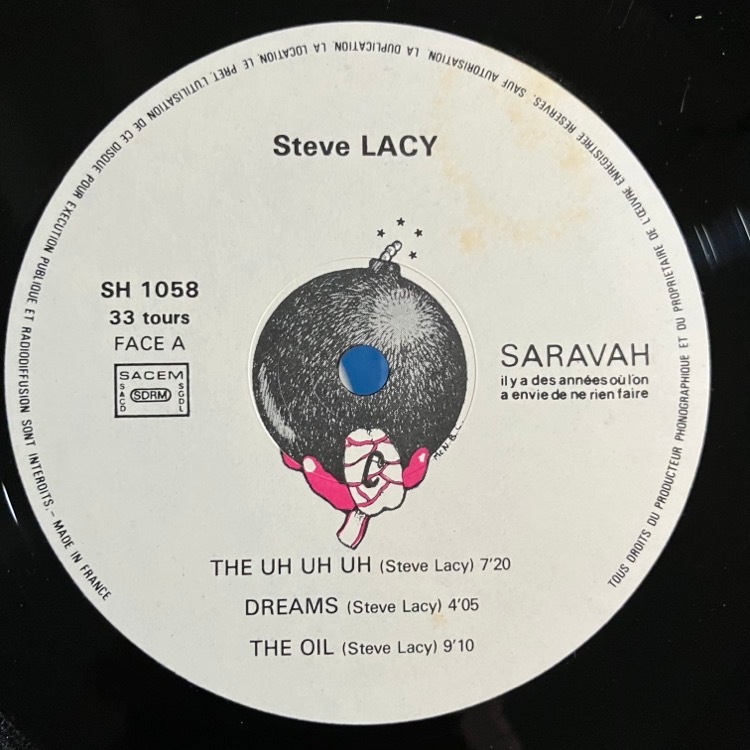 TOUS DROITS DU PRODUCTEUR PHONOGRAPHIQUE ET DU PROPRIETAIRE DE L'ŒUVRE ENREGISTREE RESERVES. SAUF AUTORISATION, LA DUPLICATION, LA LOCATION, LE PRET, L'UTILISATION DE CE DISQUE POUR EXECUTION PUBLIQUE ET RADIODIFFUSION SONT INTERDITS. - MADE IN FRANCE
Steve LACY
SH 1058
33 tours
FACE A
SACEM
SACD
SDRM
SGDL
SARAVAH
il y a des années où l'on
a envie de ne rien faire
THE UH UH UH (Steve Lacy) 7'20
DREAMS (Steve Lacy) 4'05
THE OIL (Steve Lacy) 9'10